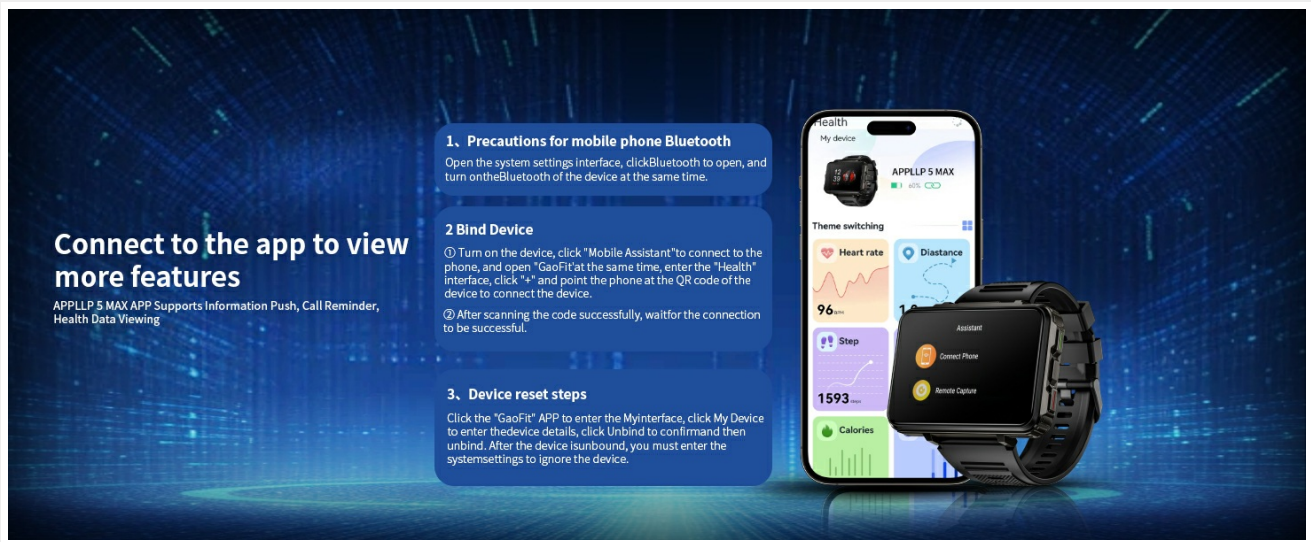 Connect to the app to view
more features
APPLLP 5 MAX APP Supports Information Push, Call Reminder,
Health Data Viewing
1、Precautions for mobile phone Bluetooth
Open the system settings interface, clickBluetooth to open, and
turn ontheBluetooth of the device at the same time.
2 Bind Device
① Turn on the device, click "Mobile Assistant"to connect to the
phone, and open "GaoFit'at the same time, enter the "Health"
interface, click "+" and point the phone at the QR code of the
device to connect the device.
② After scanning the code successfully, waitfor the connection
to be successful.
3、Device reset steps
Click the "GaoFit" APP to enter the Myinterface, click My Device
to enter thedevice details, click Unbind to confirmand then
unbind. After the device isunbound, you must enter the
systemsettings to ignore the device.
Health
My device
APPLLP 5 MAX
60%
Theme switching
Heart rate
Diastance
96
Step
1593
Calories
Assistant
Connect Phone
Remote Capture